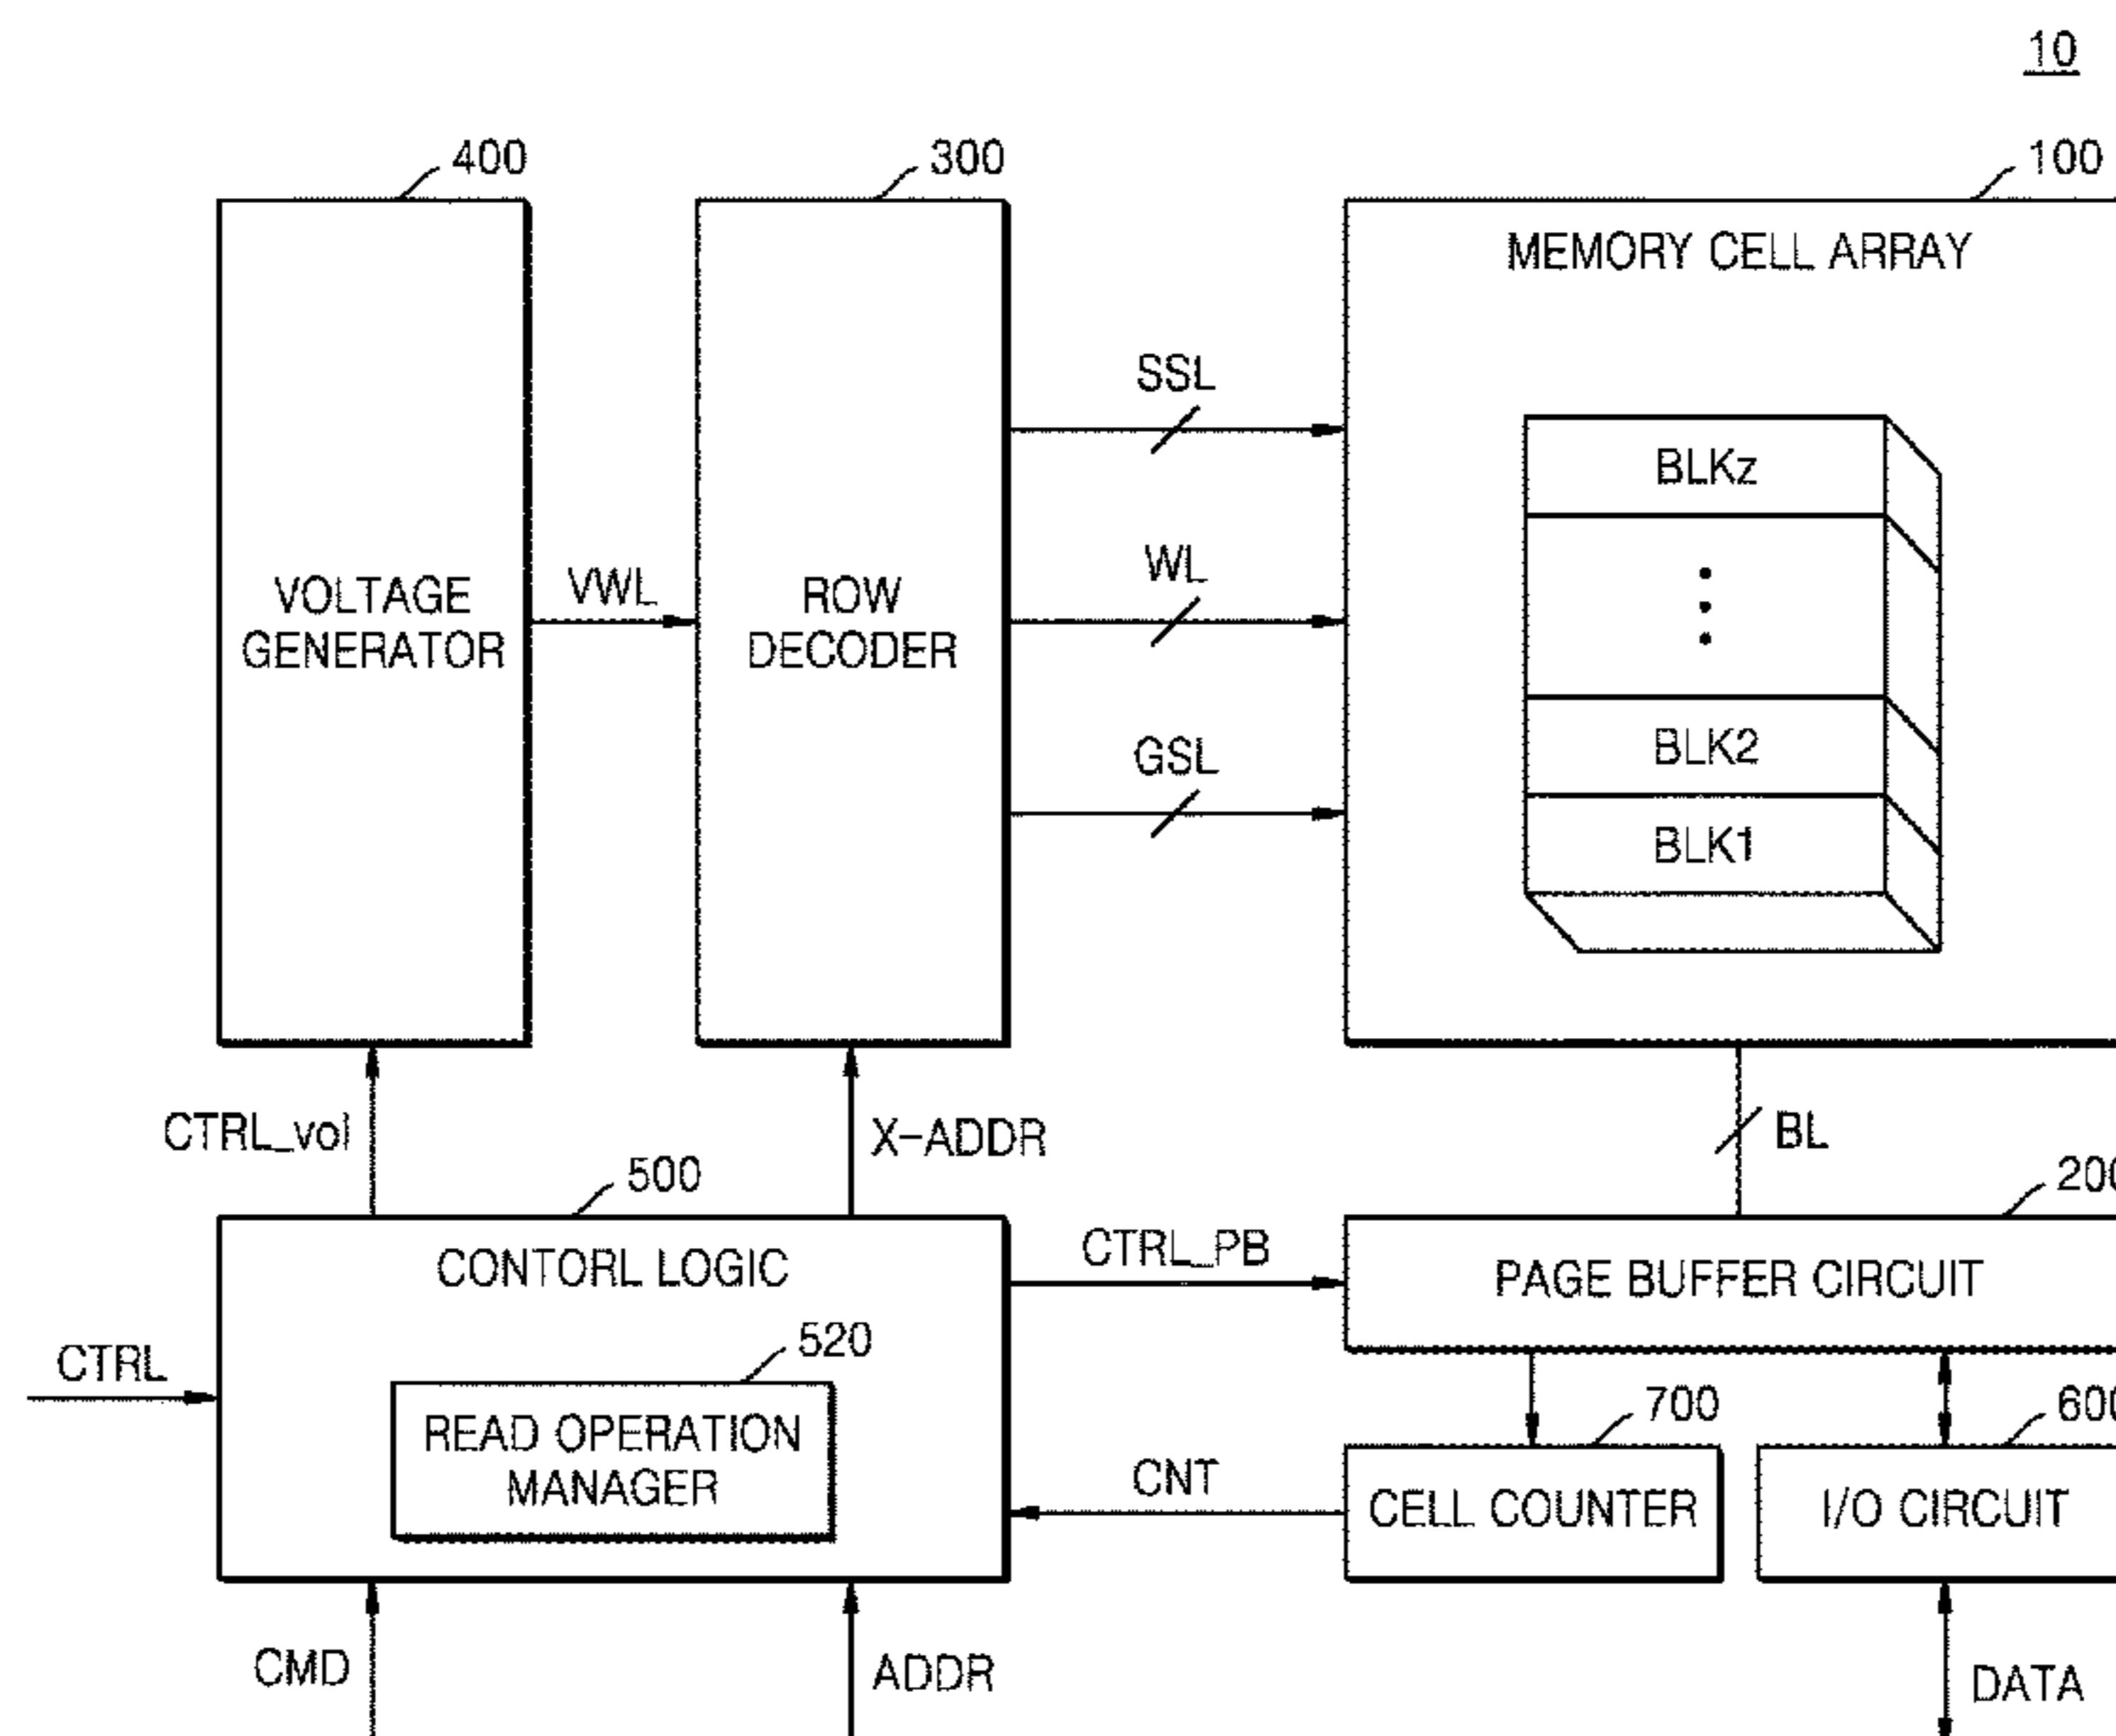 10
400
300
100
MEMORY CELL ARRAY
SSL
BLKz
VOLTAGE
GENERATOR
VWL
ROW
DECODER
WL
GSL
BLK2
BLK1
CTRL_vol
X-ADDR
BL
500
200
CONTORL LOGIC
CTRL_PB
PAGE BUFFER CIRCUIT
CTRL
520
READ OPERATION
MANAGER
700
600
CNT
CELL COUNTER
I/O CIRCUIT
CMD
ADDR
DATA